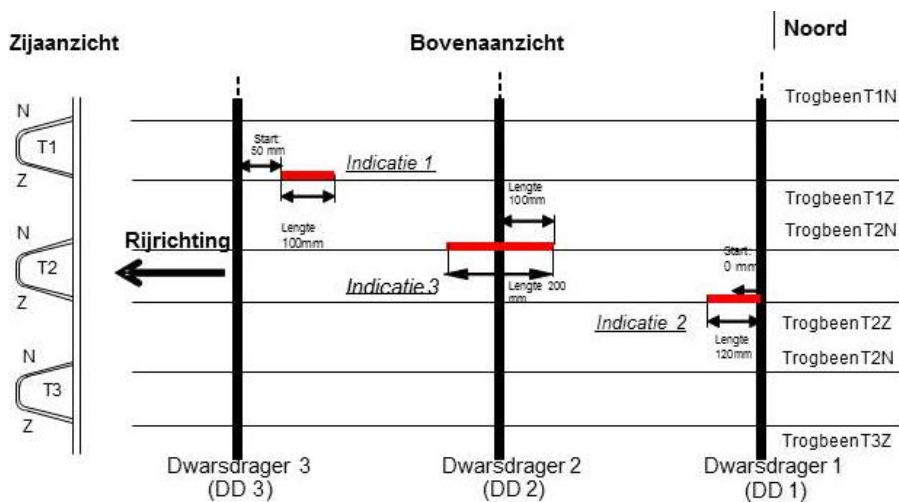 Zijaanzicht
Bovenaanzicht
Noord
N
T1
Z
N
T2
Z
N
T3
Z
Rijrichting
Start:
50 mm
Indicatie 1
Lengte
100mm
Lengte
100mm
Indicatie 3
Lengte 200
mm
Start:
0 mm
Indicatie 2
Lengte
120mm
TrogbeenT1N
TrogbeenT1Z
TrogbeenT2N
TrogbeenT2Z
TrogbeenT2N
TrogbeenT3Z
Dwarsdrager 3
(DD 3)
Dwarsdrager 2
(DD 2)
Dwarsdrager 1
(DD 1)